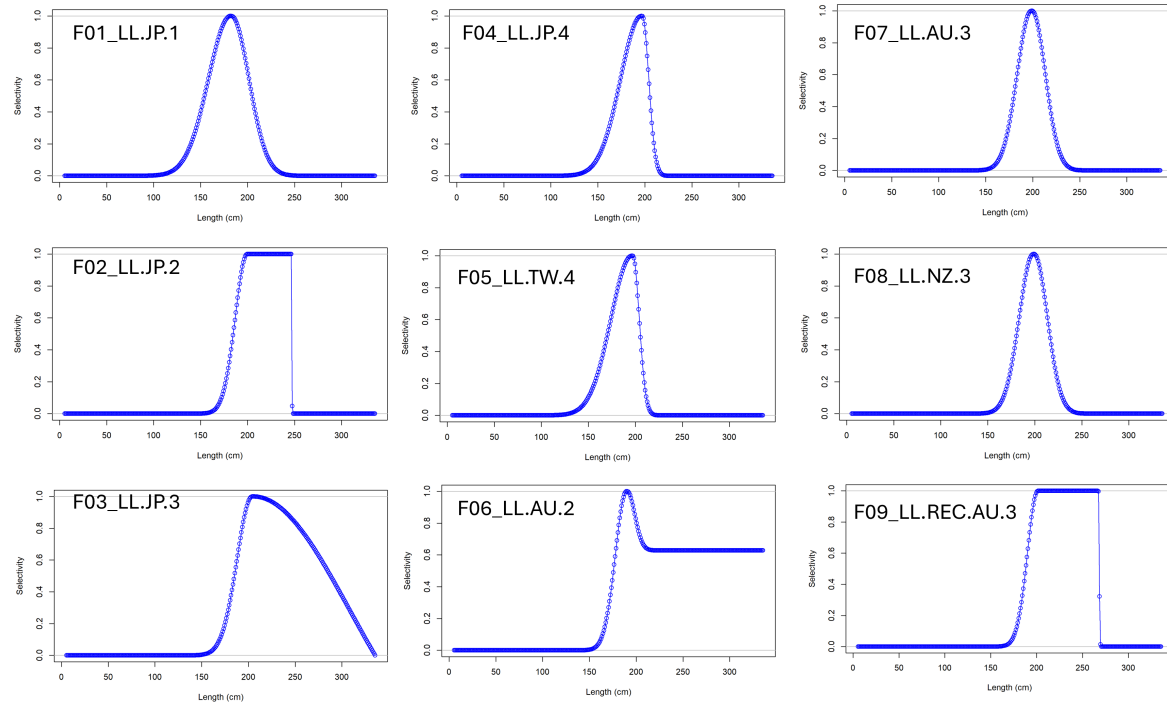 F01_LL.JP.1
Selectivity
0.0 0.2 0.4 0.6 0.8 1.0
0 50 100 150 200 250 300
Length (cm)
F04_LL.JP.4
Selectivity
0.0 0.2 0.4 0.6 0.8 1.0
0 50 100 150 200 250 300
Length (cm)
F07_LL.AU.3
Selectivity
0.0 0.2 0.4 0.6 0.8 1.0
0 50 100 150 200 250 300
Length (cm)
F02_LL.JP.2
Selectivity
0.0 0.2 0.4 0.6 0.8 1.0
0 50 100 150 200 250 300
Length (cm)
F05_LL.TW.4
Selectivity
0.0 0.2 0.4 0.6 0.8 1.0
0 50 100 150 200 250 300
Length (cm)
F08_LL.NZ.3
Selectivity
0.0 0.2 0.4 0.6 0.8 1.0
0 50 100 150 200 250 300
Length (cm)
F03_LL.JP.3
Selectivity
0.0 0.2 0.4 0.6 0.8 1.0
0 50 100 150 200 250 300
Length (cm)
F06_LL.AU.2
Selectivity
0.0 0.2 0.4 0.6 0.8 1.0
0 50 100 150 200 250 300
Length (cm)
F09_LL.REC.AU.3
Selectivity
0.0 0.2 0.4 0.6 0.8 1.0
0 50 100 150 200 250 300
Length (cm)